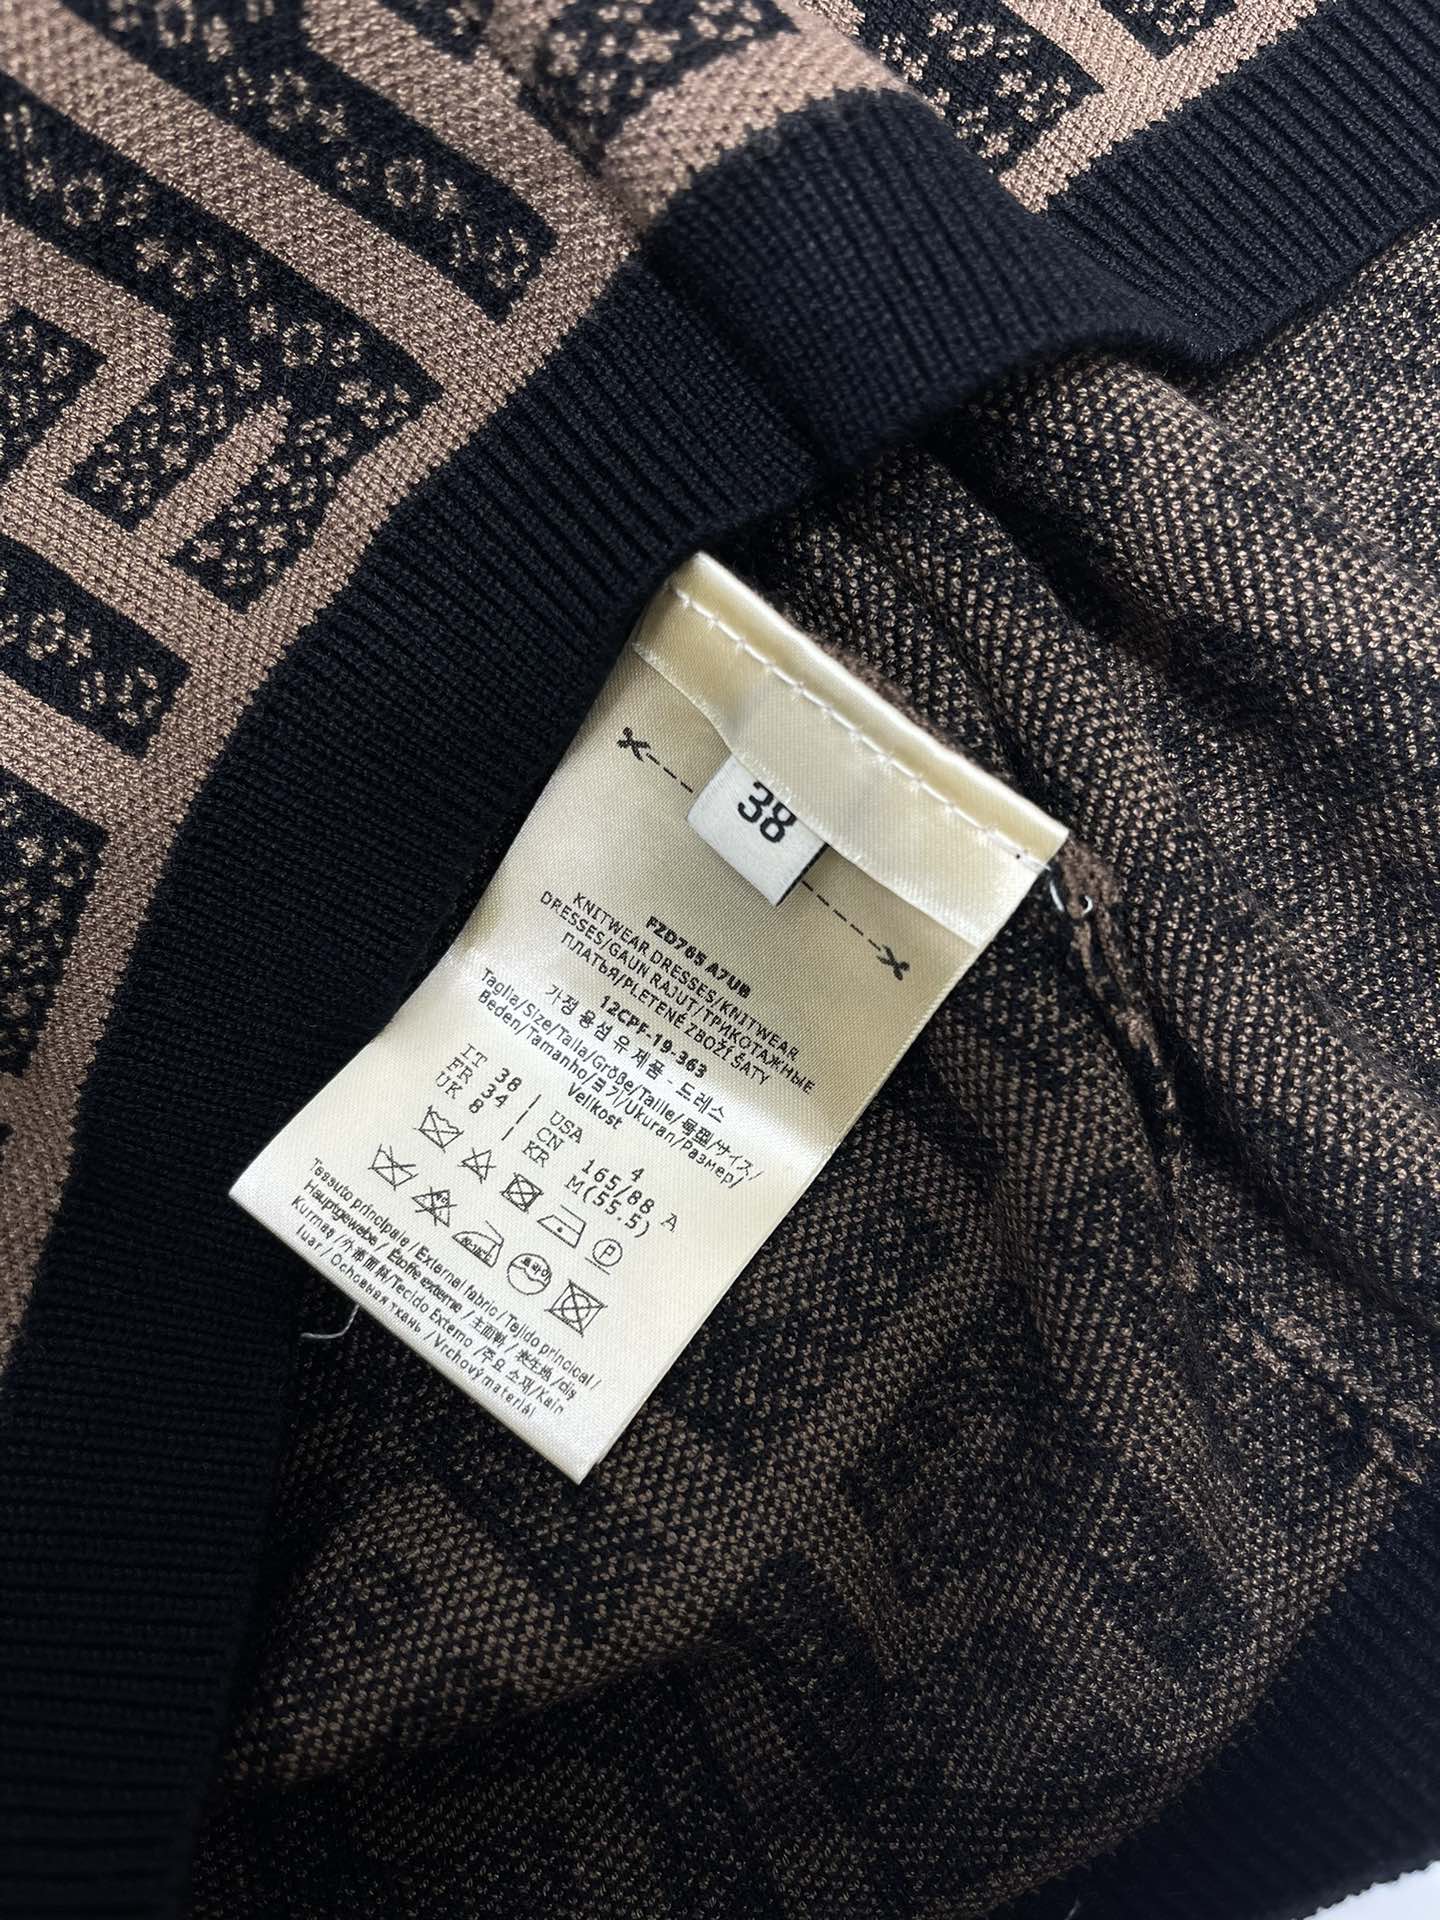 38
FZD765 A7UB
KNITWEAR DRESSES/KNITWEAR
DRESSES/GAUN RAJUT/ТРИКОТАЖНЫЕ
ПЛАТЬЯ/PLETENÉ ZBOŽÍ ŠATY
12CPF-19-363
가정 용섬 유 제품 - 드레스
Taglia/Size/Talla/Größe/Taille/号型/サイズ/
Beden/Tamanho/크기/Ukuran/Размер/
Velikost
IT 38 | USA 4
FR 34 | CN 165/88 A
UK 8 | KR M(55.5)
P
Tessuto principale / External fabric / Tejido principal /
Hauptgewebe / Étoffe externe / 主面料 / 表生地 / dış
Kumaş / 外部面料/Tecido Externo /주요 소재/Kain
luar / Основная ткань / Vrchový materiál